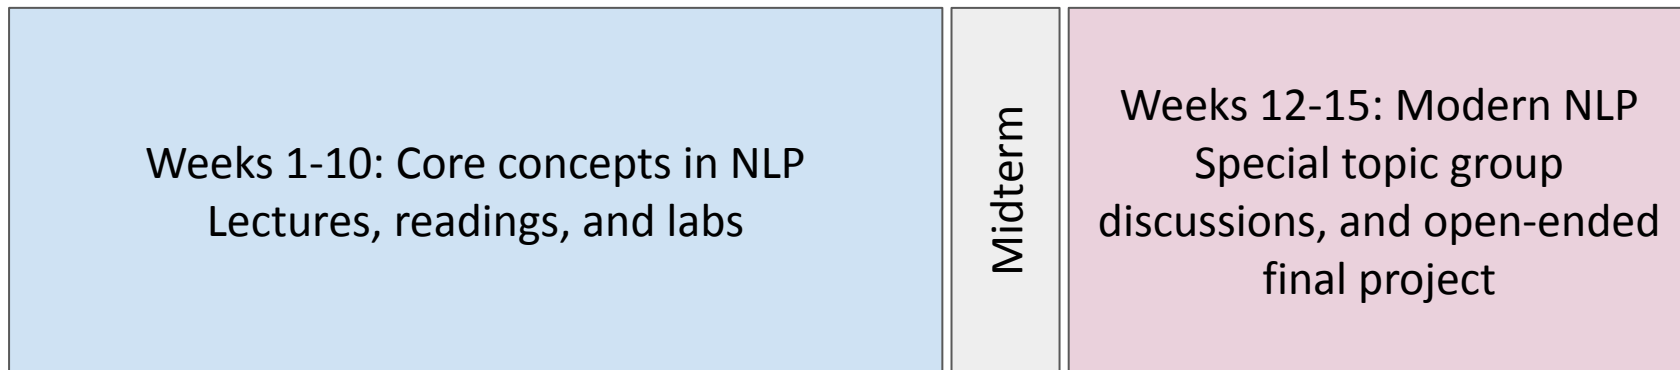 Weeks 1-10: Core concepts in NLP
Lectures, readings, and labs
Midterm
Weeks 12-15: Modern NLP
Special topic group
discussions, and open-ended
final project